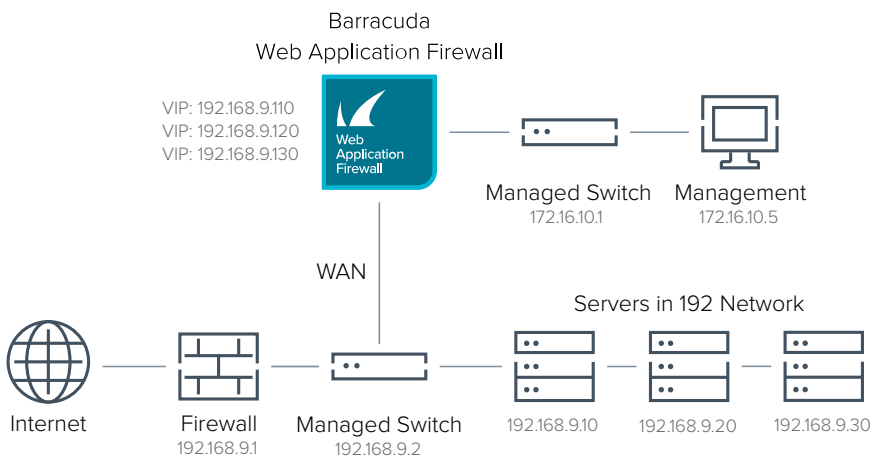 Barracuda
Web Application Firewall
VIP: 192.168.9.110
VIP: 192.168.9.120
VIP: 192.168.9.130
Web
Application
Firewall
Managed Switch
172.16.10.1
Management
172.16.10.5
WAN
Servers in 192 Network
Internet
Firewall
192.168.9.1
Managed Switch
192.168.9.2
192.168.9.10
192.168.9.20
192.168.9.30